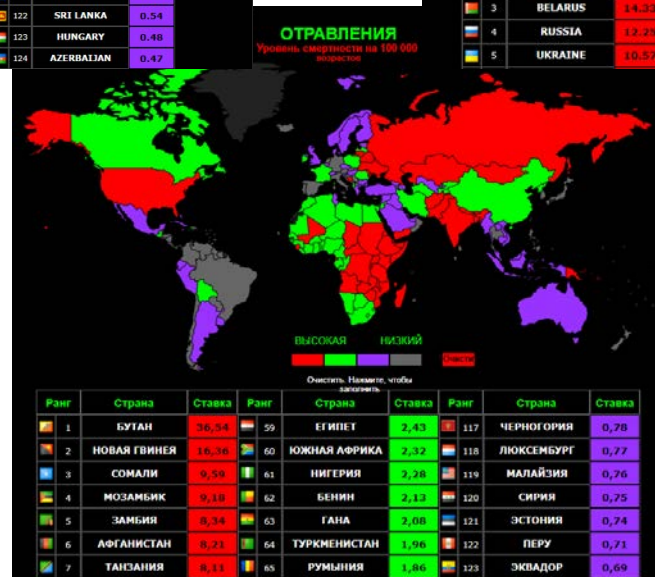 122 SRI LANKA 0.54
123 HUNGARY 0.48
124 AZERBAIJAN 0.47
3 BELARUS 14.33
4 RUSSIA 12.25
5 UKRAINE 10.57
ОТРАВЛЕНИЯ
Уровень смертности на 100 000
возрастов
ВЫСОКАЯ НИЗКИЙ
Очистить. Нажмите, чтобы
заполнить
Ранг Страна Ставка Ранг Страна Ставка Ранг Страна Ставка
1 БУТАН 36,54 59 ЕГИПЕТ 2,43 117 ЧЕРНОГОРИЯ 0,78
2 НОВАЯ ГВИНЕЯ 16,36 60 ЮЖНАЯ АФРИКА 2,32 118 ЛЮКСЕМБУРГ 0,77
3 СОМАЛИ 9,59 61 НИГЕРИЯ 2,28 119 МАЛАЙЗИЯ 0,76
4 МОЗАМБИК 9,18 62 БЕНИН 2,13 120 СИРИЯ 0,75
5 ЗАМБИЯ 8,34 63 ГАНА 2,08 121 ЭСТОНИЯ 0,74
6 АФГАНИСТАН 8,21 64 ТУРКМЕНИСТАН 1,96 122 ПЕРУ 0,71
7 ТАНЗАНИЯ 8,11 65 РУМЫНИЯ 1,86 123 ЭКВАДОР 0,69